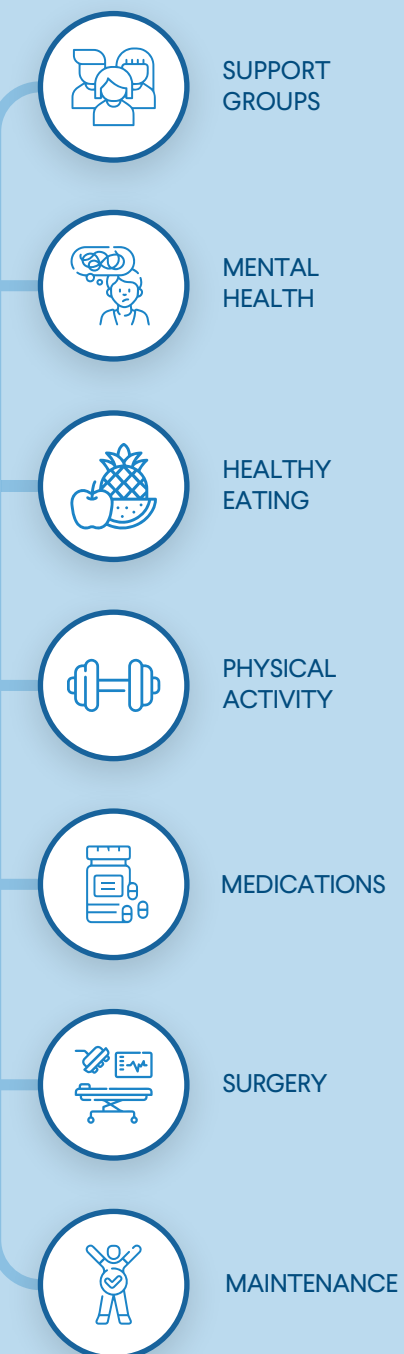 SUPPORT
GROUPS
MENTAL
HEALTH
HEALTHY
EATING
PHYSICAL
ACTIVITY
MEDICATIONS
SURGERY
MAINTENANCE